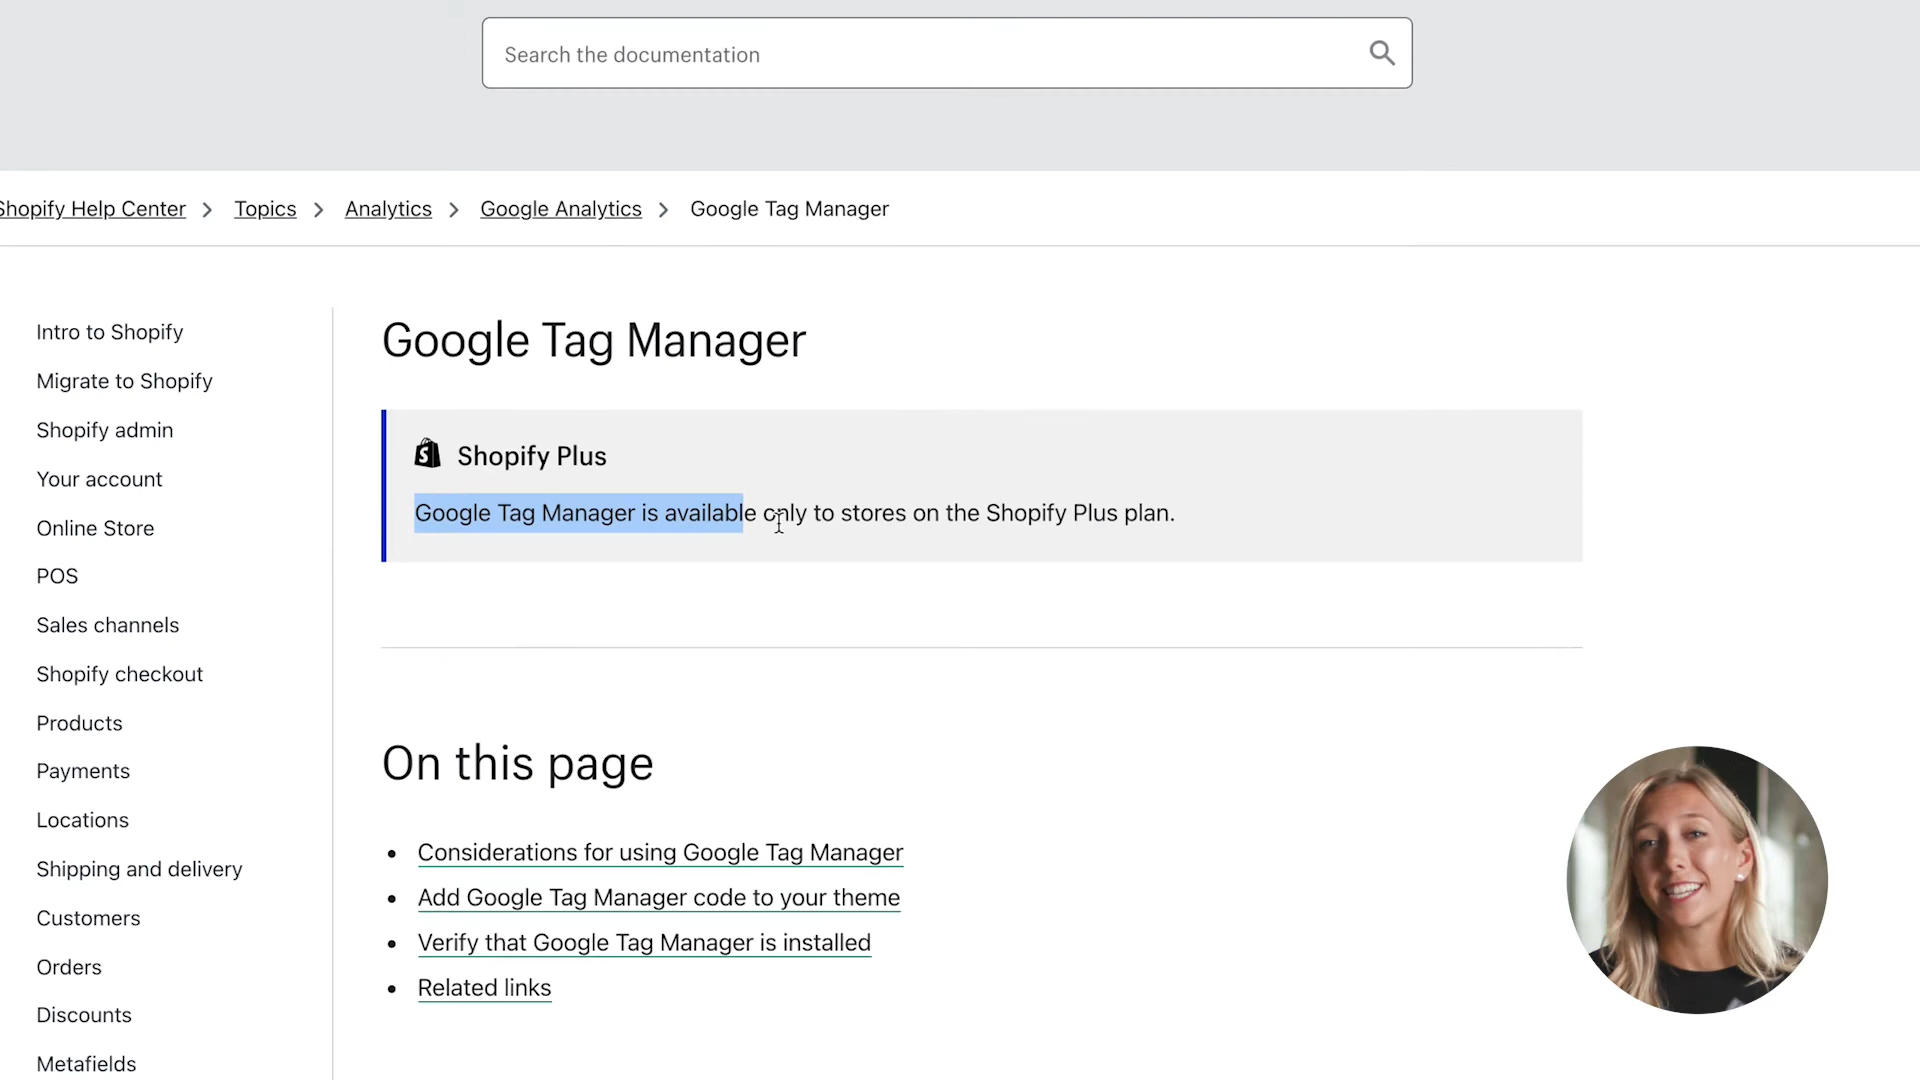 Search the documentation
Shopify Help Center > Topics > Analytics > Google Analytics > Google Tag Manager
Intro to Shopify
Migrate to Shopify
Shopify admin
Your account
Online Store
POS
Sales channels
Shopify checkout
Products
Payments
Locations
Shipping and delivery
Customers
Orders
Discounts
Metafields
Google Tag Manager
Shopify Plus
Google Tag Manager is available only to stores on the Shopify Plus plan.
On this page
• Considerations for using Google Tag Manager
• Add Google Tag Manager code to your theme
• Verify that Google Tag Manager is installed
• Related links